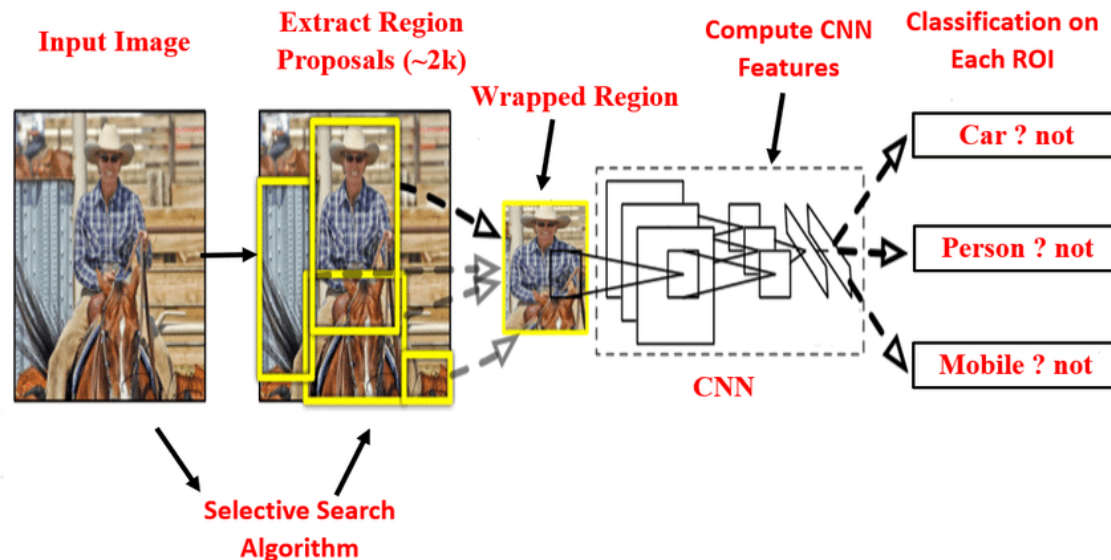 Input Image
Extract Region
Proposals (~2k)
Wrapped Region
Compute CNN
Features
Classification on
Each ROI
Car ? not
Person ? not
Mobile ? not
CNN
Selective Search
Algorithm